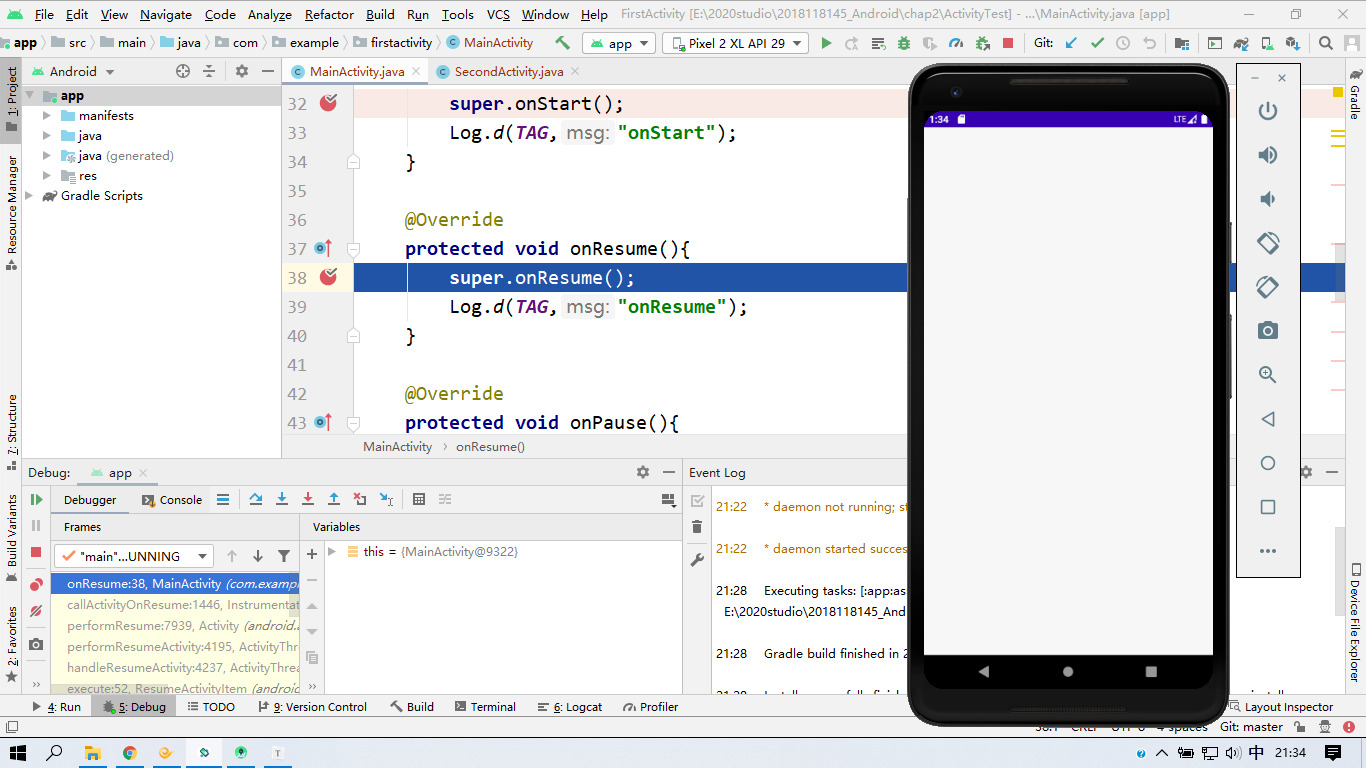 File Edit View Navigate Code Analyze Refactor Build Run Tools VCS Window Help FirstActivity [E:\2020studio\2018118145_Android\chap2\ActivityTest] - ...\MainActivity.java [app]
app src main java com example firstactivity MainActivity app Pixel 2 XL API 29 Git:
Android MainActivity.java SecondActivity.java
1: Project
Resource Manager
7: Structure
Build Variants
2: Favorites
app
manifests
java
java (generated)
res
Gradle Scripts
32 super.onStart();
33 Log.d(TAG, msg: "onStart");
34 }
35
36 @Override
37 protected void onResume(){
38 super.onResume();
39 Log.d(TAG, msg: "onResume");
40 }
41
42 @Override
43 protected void onPause(){
MainActivity › onResume()
1:34 LTE
Gradle
Device File Explorer
Debug: app
Debugger Console
Frames Variables
"main"...UNNING
this = {MainActivity@9322}
onResume:38, MainActivity (com.examp
callActivityOnResume:1446, Instrumentat
performResume:7939, Activity (android.a
performResumeActivity:4195, ActivityThre
handleResumeActivity:4237, ActivityThrea
execute:52, ResumeActivityItem (android
Event Log
21:22 * daemon not running; st
21:22 * daemon started succes
21:28 Executing tasks: [:app:as
E:\2020studio\2018118145_And
21:28 Gradle build finished in 2
4: Run 5: Debug TODO 9: Version Control Build Terminal 6: Logcat Profiler Layout Inspector
38:1 CRLF UTF-8 4 spaces Git: master
中 21:34